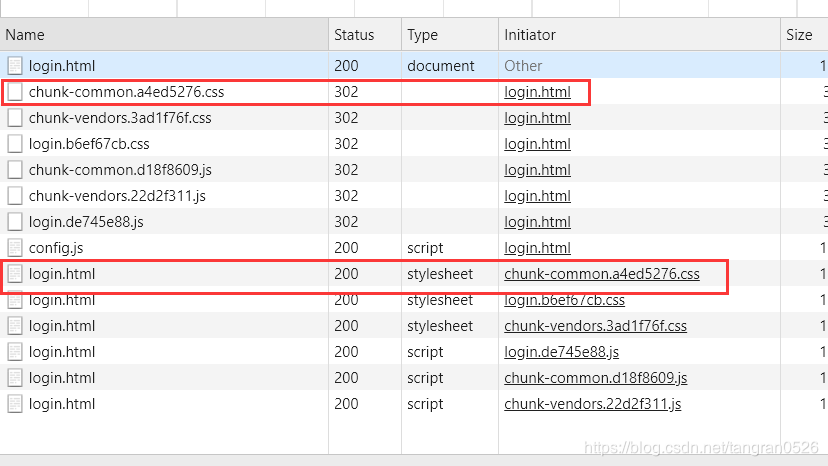 Name Status Type Initiator Size
login.html 200 document Other 1
chunk-common.a4ed5276.css 302 login.html 3
chunk-vendors.3ad1f76f.css 302 login.html 3
login.b6ef67cb.css 302 login.html 3
chunk-common.d18f8609.js 302 login.html 3
chunk-vendors.22d2f311.js 302 login.html 3
login.de745e88.js 302 login.html 3
config.js 200 script login.html 1
login.html 200 stylesheet chunk-common.a4ed5276.css 1
login.html 200 stylesheet login.b6ef67cb.css 1
login.html 200 stylesheet chunk-vendors.3ad1f76f.css 1
login.html 200 script login.de745e88.js 1
login.html 200 script chunk-common.d18f8609.js 1
login.html 200 script chunk-vendors.22d2f311.js 1
https://blog.csdn.net/tangran0526